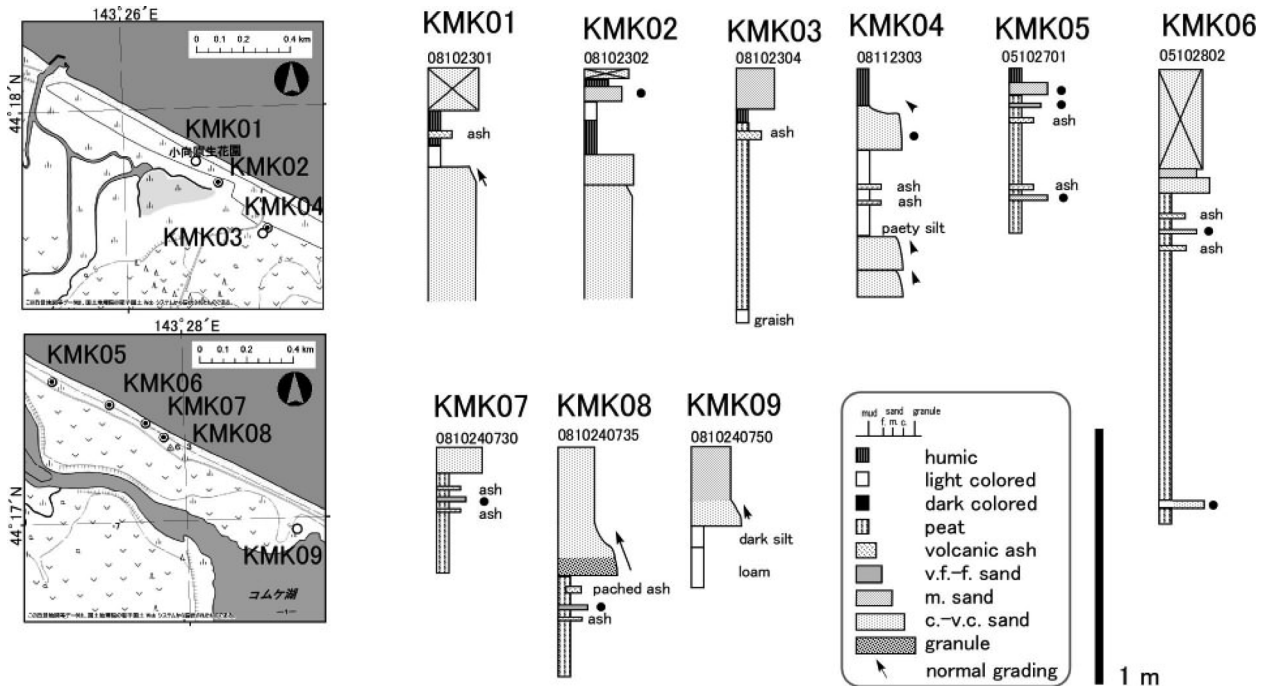 143°26´E
0 0.2 0.4 km
44°18´N
KMK01
小向原生花園
KMK02
KMK04
KMK03
143°28´E
0 0.2 0.4 km
KMK05
KMK06
KMK07
KMK08
6.3
7
44°17´N
KMK09
コムケ湖
—1—
KMK01
08102301
ash
KMK02
08102302
KMK03
08102304
ash
graish
KMK04
08112303
ash
ash
paety silt
KMK05
05102701
ash
ash
KMK06
05102802
ash
ash
KMK07
0810240730
ash
ash
KMK08
0810240735
pached ash
ash
KMK09
0810240750
dark silt
loam
mud sand granule
f. m. c.
humic
light colored
dark colored
peat
volcanic ash
v.f.-f. sand
m. sand
c.-v.c. sand
granule
normal grading
1 m